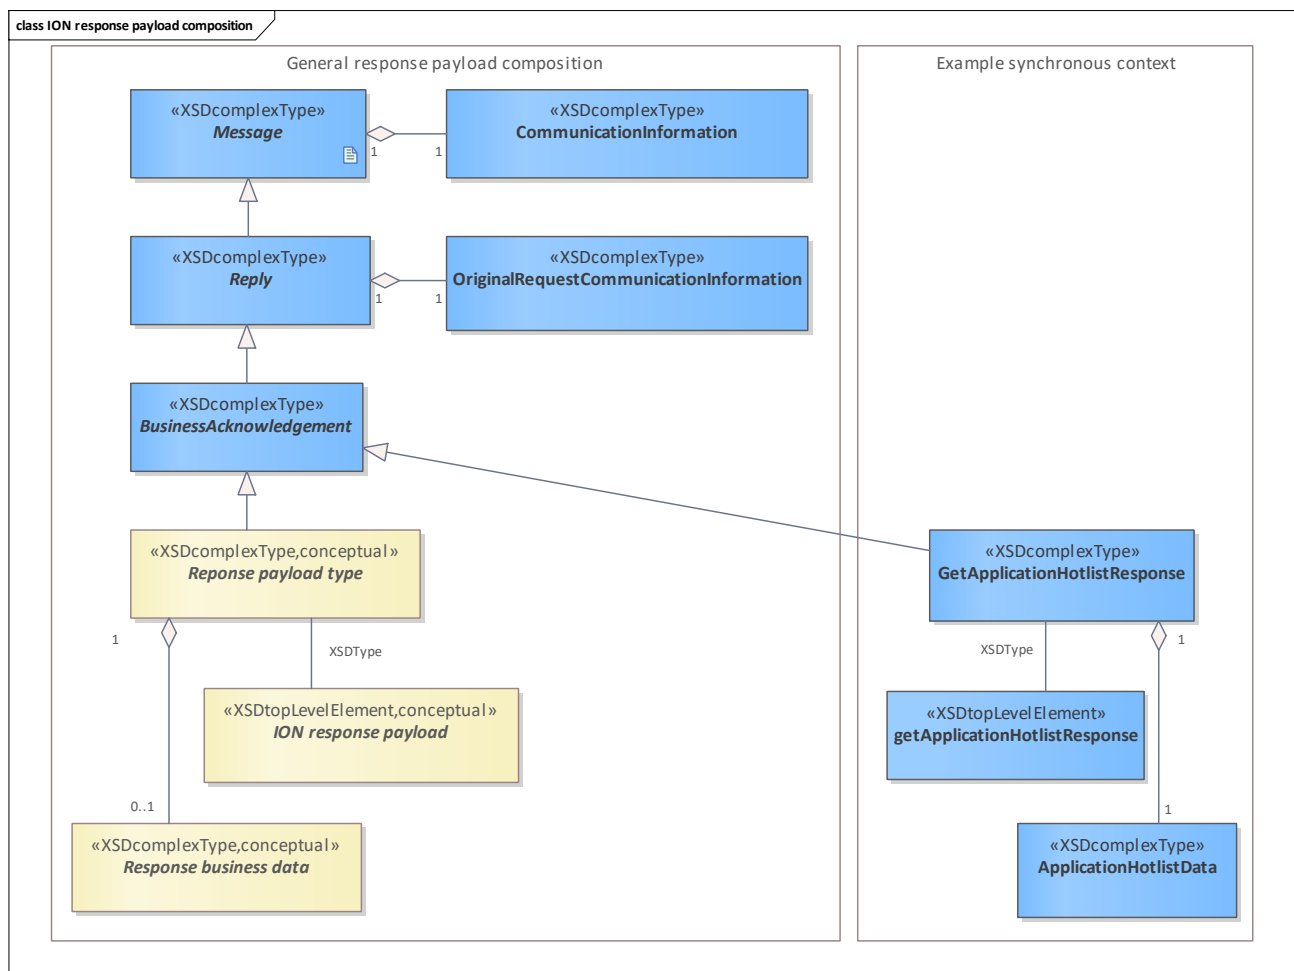 class ION response payload composition
General response payload composition
«XSDcomplexType»
Message
1
1
«XSDcomplexType»
CommunicationInformation
«XSDcomplexType»
Reply
1
1
«XSDcomplexType»
OriginalRequestCommunicationInformation
«XSDcomplexType»
BusinessAcknowledgement
«XSDcomplexType,conceptual »
Reponse payload type
1
XSDType
«XSDtopLevelElement,conceptual »
ION response payload
0..1
«XSDcomplexType,conceptual »
Response business data
Example synchronous context
«XSDcomplexType»
GetApplicationHotlistResponse
XSDType
1
«XSDtopLevelElement»
getApplicationHotlistResponse
1
«XSDcomplexType»
ApplicationHotlistData